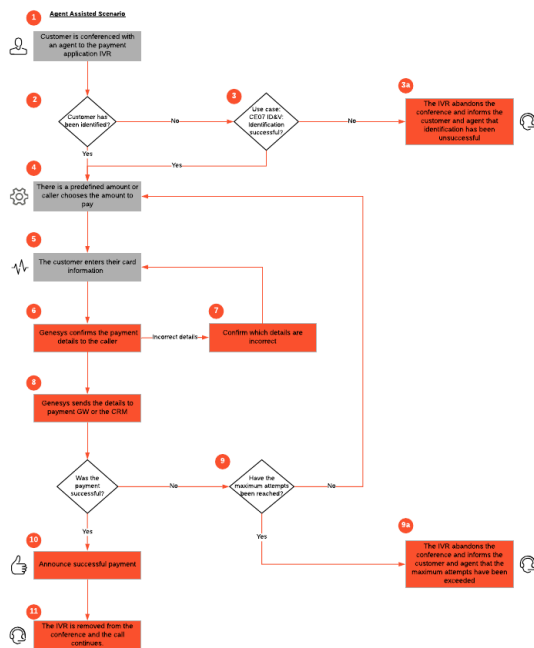 Agent Assisted Scenario
1
Customer is conferenced with
an agent to the payment
application IVR
2
Customer has
been identified?
No
3
Use case:
CE07 ID&V:
Identification
successful?
No
3a
The IVR abandons the
conference and informs the
customer and agent that
identification has been
unsuccessful
Yes
Yes
4
There is a predefined amount or
caller chooses the amount to
pay
5
The customer enters their card
information
6
Genesys confirms the payment
details to the caller
Incorrect details
7
Confirm which details are
incorrect
8
Genesys sends the details to
payment GW or the CRM
Was the
payment
successful?
No
9
Have the
maximum attempts
been reached?
No
Yes
Yes
9a
The IVR abandons the
conference and informs the
customer and agent that the
maximum attempts have been
exceeded
10
Announce successful payment
11
The IVR is removed from the
conference and the call
continues.